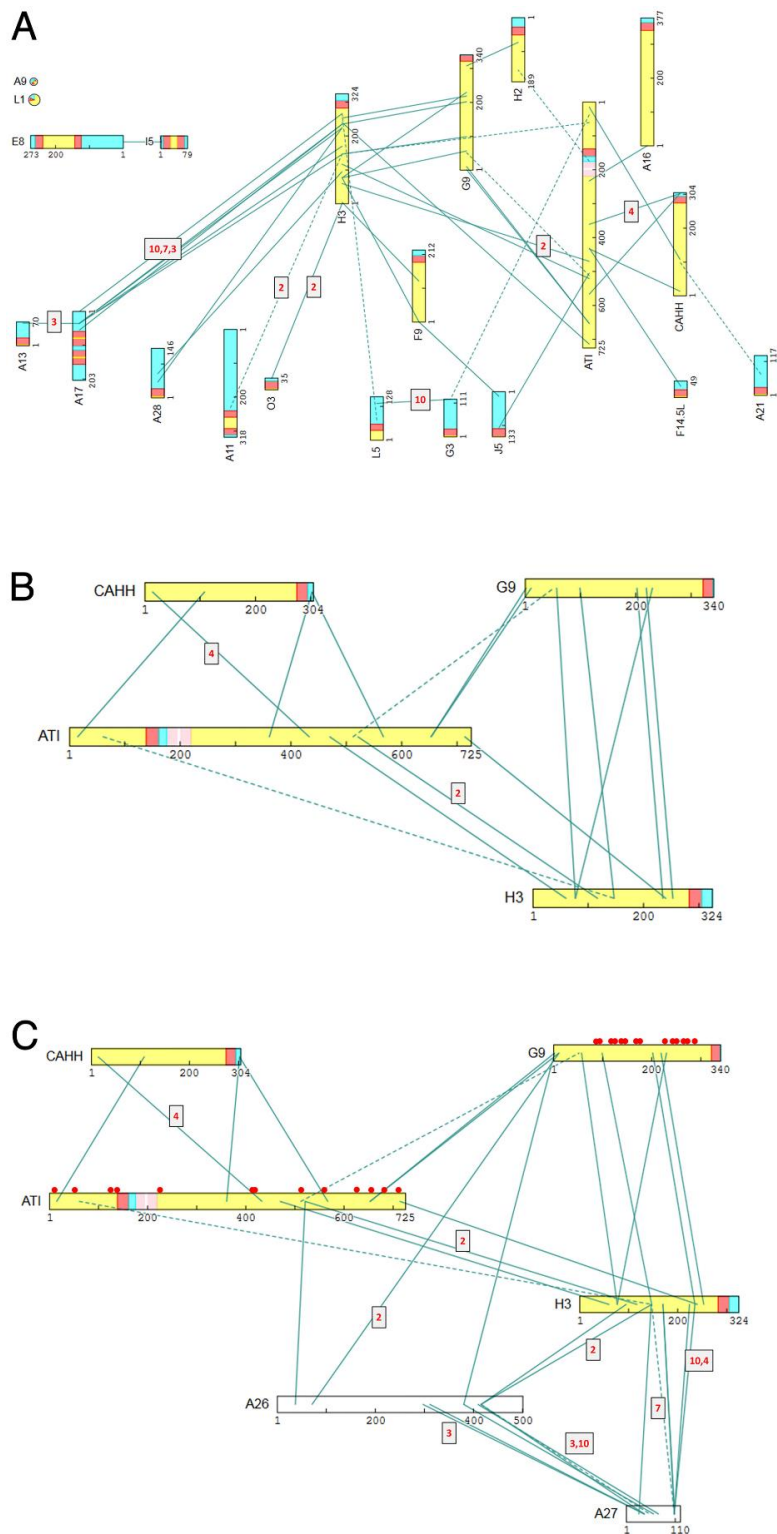 A
A9
L1
E8
273 200 1
I5
1 79
H3
324
200
1
G9
340
200
1
H2
1
189
ATI
1
200
400
600
725
A16
377
200
1
CAHH
304
200
1
10,7,3
2
2
2
4
3
10
A13
70
1
A17
1
203
A28
146
1
A11
1
200
318
O3
35
F9
212
1
L5
128
1
G3
111
1
J5
1
133
F14.5L
49
A21
117
1
B
CAHH
1 200 304
G9
1 200 340
4
ATI
1 200 400 600 725
2
H3
1 200 324
C
CAHH
1 200 304
G9
1 200 340
4
ATI
1 200 400 600 725
2
H3
1 200 324
2
2
10,4
A26
1 200 400 500
7
3
3,10
A27
1 110